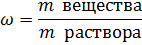 ω = m вещества
m раствора